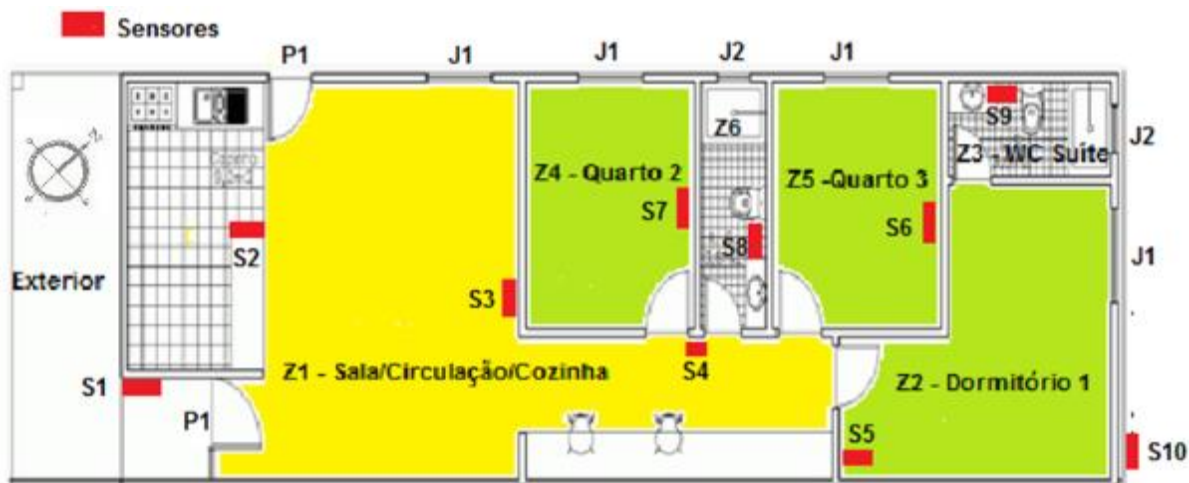 Sensores
P1
J1
J1
J2
J1
Z6
S9
J2
Z3 - WC Suíte
Z4 - Quarto 2
Z5 -Quarto 3
S7
S6
S2
S8
J1
Exterior
S3
Z1 - Sala/Circulação/Cozinha
S4
S1
P1
Z2 - Dormitório 1
S5
S10